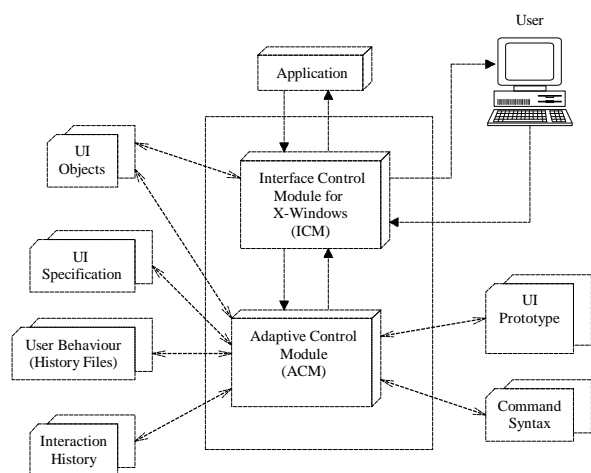 User
Application
UI
Objects
Interface Control
Module for
X-Windows
(ICM)
UI
Specification
User Behaviour
(History Files)
Adaptive Control
Module
(ACM)
UI
Prototype
Interaction
History
Command
Syntax